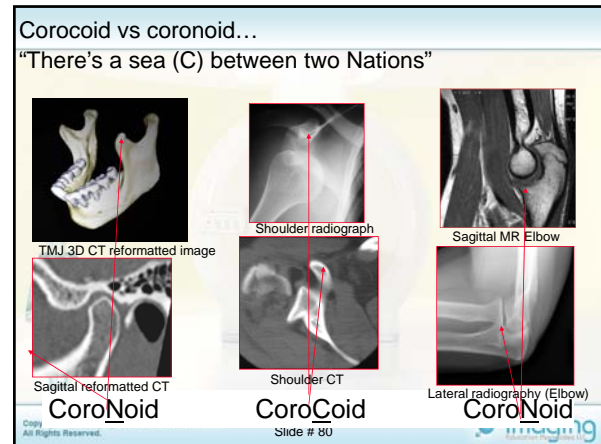 Corocoid vs coronoid…
“There’s a sea (C) between two Nations”
TMJ 3D CT reformatted image
Shoulder radiograph
Sagittal MR Elbow
Sagittal reformatted CT
Shoulder CT
Lateral radiography (Elbow)
CoroNoid
CoroCoid
CoroNoid
Copy
All Rights Reserved.
Slide # 80
imaging